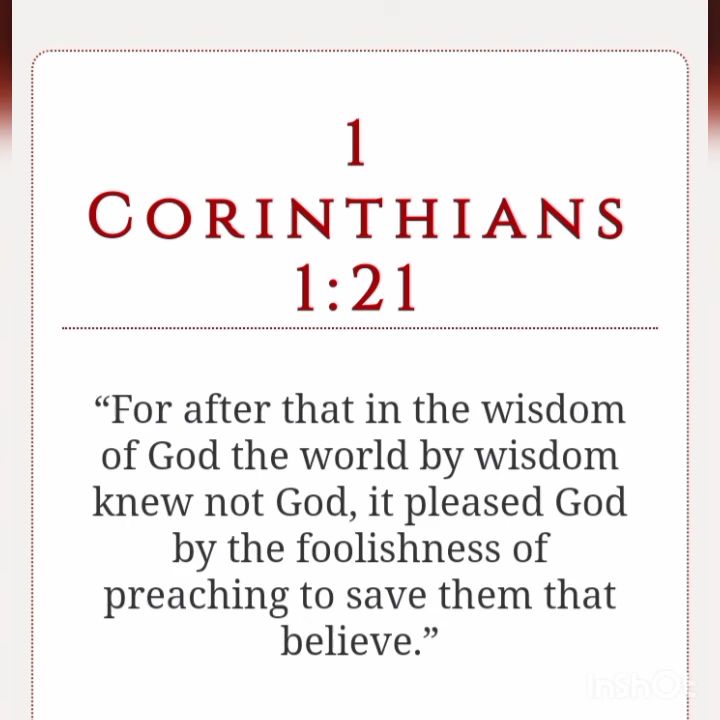 1
CORINTHIANS
1:21
“For after that in the wisdom
of God the world by wisdom
knew not God, it pleased God
by the foolishness of
preaching to save them that
believe.”
InShOt